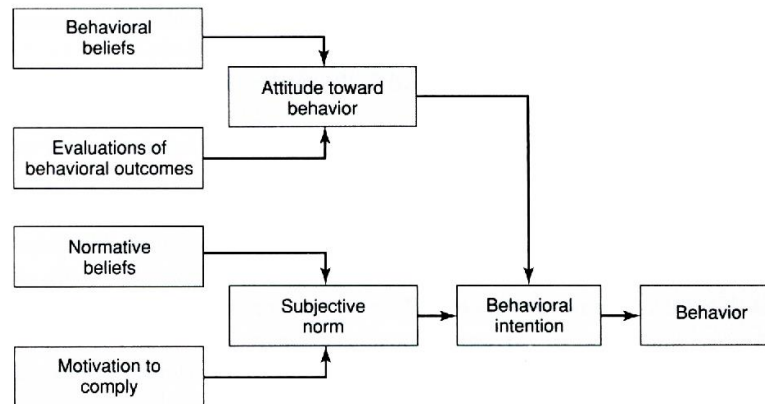 Behavioral
beliefs
Attitude toward
behavior
Evaluations of
behavioral outcomes
Normative
beliefs
Subjective
norm
Behavioral
intention
Behavior
Motivation to
comply